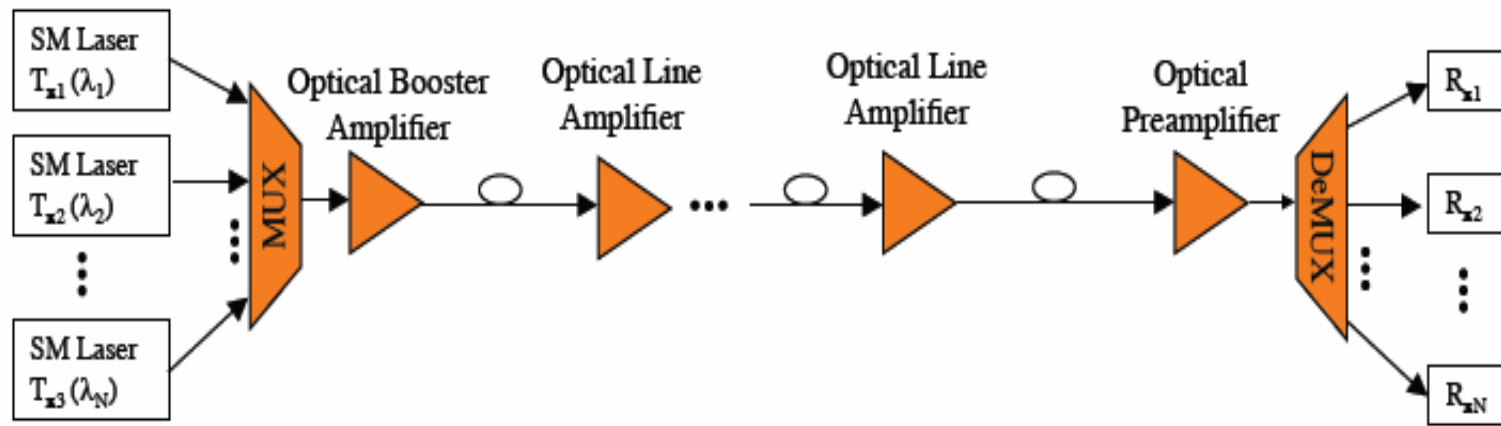 SM Laser
Tx1 (λ1)
SM Laser
Tx2 (λ2)
SM Laser
Tx3 (λN)
MUX
Optical Booster
Amplifier
Optical Line
Amplifier
Optical Line
Amplifier
Optical
Preamplifier
DeMUX
Rx1
Rx2
RxN